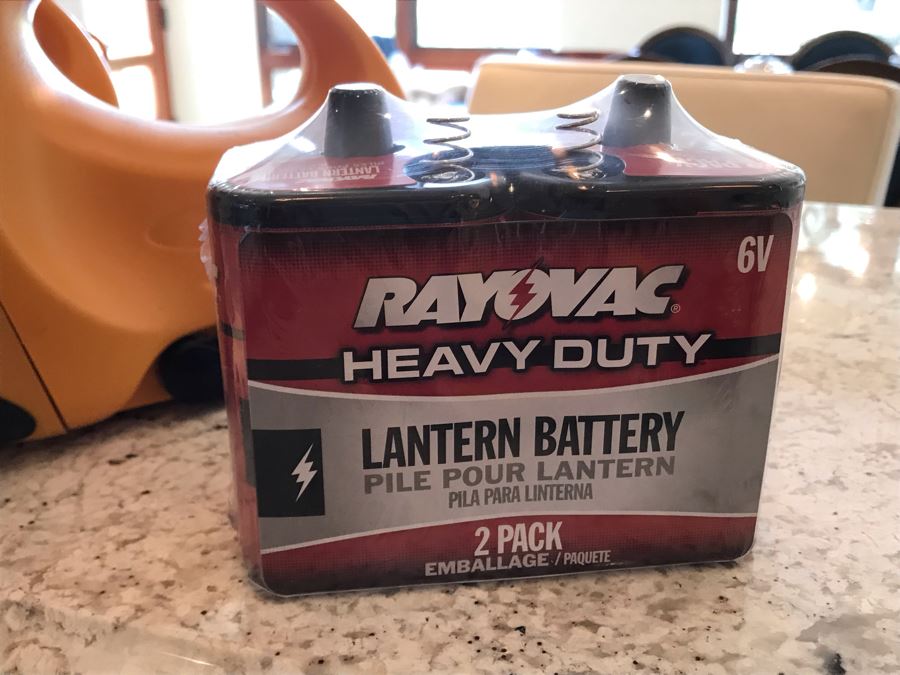 6V
RAYOVAC®
HEAVY DUTY
LANTERN BATTERY
PILE POUR LANTERN
PILA PARA LINTERNA
2 PACK
EMBALLAGE / PAQUETE